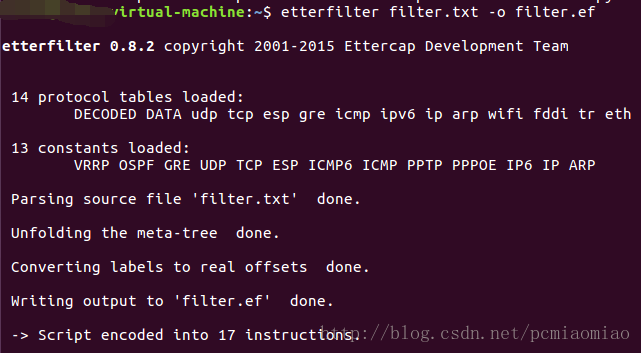 virtual-machine:~$ etterfilter filter.txt -o filter.ef
etterfilter 0.8.2 copyright 2001-2015 Ettercap Development Team
14 protocol tables loaded:
DECODED DATA udp tcp esp gre icmp ipv6 ip arp wifi fddi tr eth
13 constants loaded:
VRRP OSPF GRE UDP TCP ESP ICMP6 ICMP PPTP PPPOE IP6 IP ARP
Parsing source file 'filter.txt'  done.
Unfolding the meta-tree  done.
Converting labels to real offsets  done.
Writing output to 'filter.ef'  done.
-> Script encoded into 17 instructions.
http://blog.csdn.net/pcmiaomiao